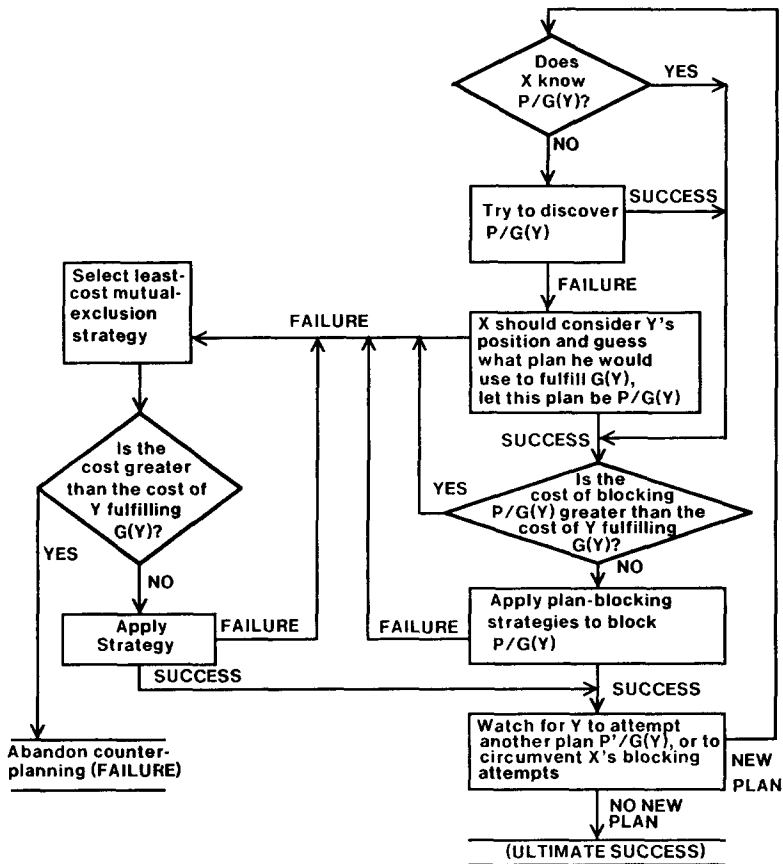 Does
X know
P/G(Y)?
YES
NO
Try to discover
P/G(Y)
SUCCESS
FAILURE
X should consider Y's
position and guess
what plan he would
use to fulfill G(Y),
let this plan be P/G(Y)
FAILURE
Select least-
cost mutual-
exclusion
strategy
SUCCESS
Is the
cost of blocking
P/G(Y) greater than the
cost of Y fulfilling
G(Y)?
YES
NO
Is the
cost greater
than the cost of
Y fulfilling
G(Y)?
YES
NO
Apply
Strategy
FAILURE
SUCCESS
Apply plan-blocking
strategies to block
P/G(Y)
FAILURE
SUCCESS
Watch for Y to attempt
another plan P'/G(Y), or to
circumvent X's blocking
attempts
NEW
PLAN
NO NEW
PLAN
Abandon counter-
planning (FAILURE)
(ULTIMATE SUCCESS)